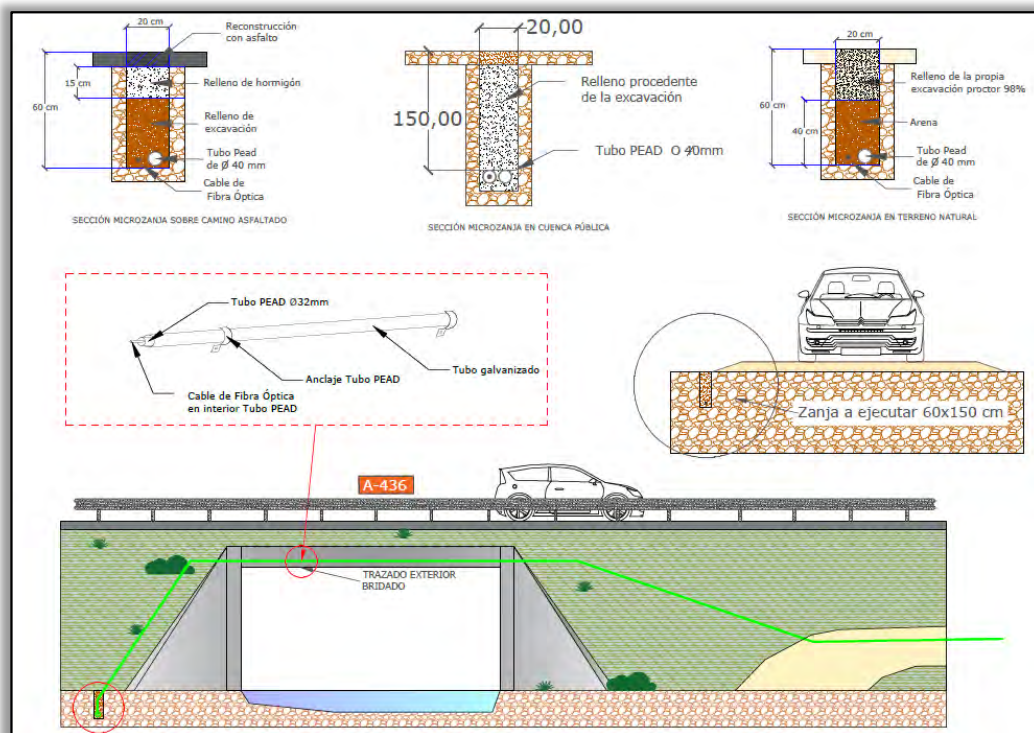 20 cm
Reconstrucción
con asfalto
15 cm
Relleno de hormigón
60 cm
Relleno de
excavación
Tubo Pead
de Ø 40 mm
Cable de
Fibra Óptica
SECCIÓN MICROZANJA SOBRE CAMINO ASFALTADO
20,00
Relleno procedente
de la excavación
150,00
Tubo PEAD O 40mm
SECCIÓN MICROZANJA EN CUENCA PÚBLICA
20 cm
Relleno de la propia
excavación proctor 98%
60 cm
40 cm
Arena
Tubo Pead
de Ø 40 mm
Cable de
Fibra Óptica
SECCIÓN MICROZANJA EN TERRENO NATURAL
Tubo PEAD Ø32mm
Anclaje Tubo PEAD
Tubo galvanizado
Cable de Fibra Óptica
en interior Tubo PEAD
Zanja a ejecutar 60x150 cm
A-436
TRAZADO EXTERIOR
BRIDADO